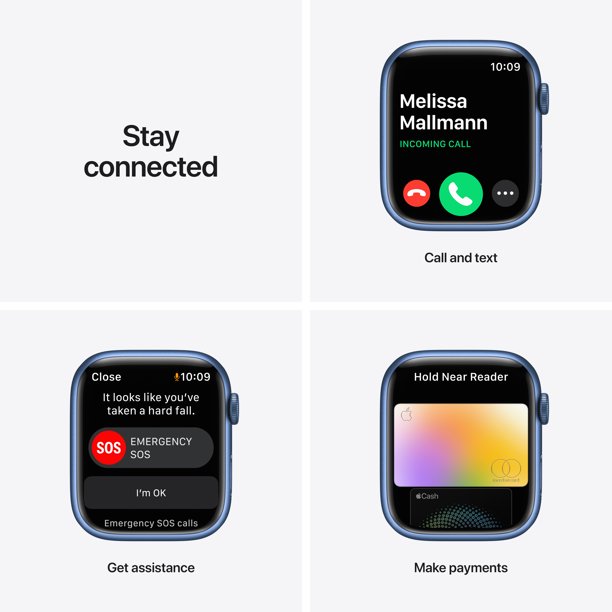 Stay
connected
10:09
Melissa
Mallmann
INCOMING CALL
Call and text
Close
10:09
It looks like you've
taken a hard fall.
SOS
EMERGENCY
SOS
I'm OK
Emergency SOS calls
Get assistance
Hold Near Reader
Cash
Make payments